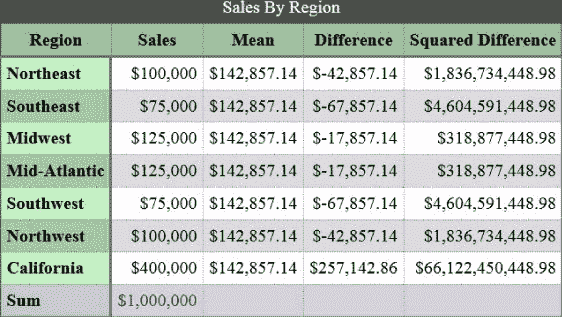 Sales By Region
Region Sales Mean Difference Squared Difference
Northeast $100,000 $142,857.14 $-42,857.14 $1,836,734,448.98
Southeast $75,000 $142,857.14 $-67,857.14 $4,604,591,448.98
Midwest $125,000 $142,857.14 $-17,857.14 $318,877,448.98
Mid-Atlantic $125,000 $142,857.14 $-17,857.14 $318,877,448.98
Southwest $75,000 $142,857.14 $-67,857.14 $4,604,591,448.98
Northwest $100,000 $142,857.14 $-42,857.14 $1,836,734,448.98
California $400,000 $142,857.14 $257,142.86 $66,122,450,448.98
Sum $1,000,000